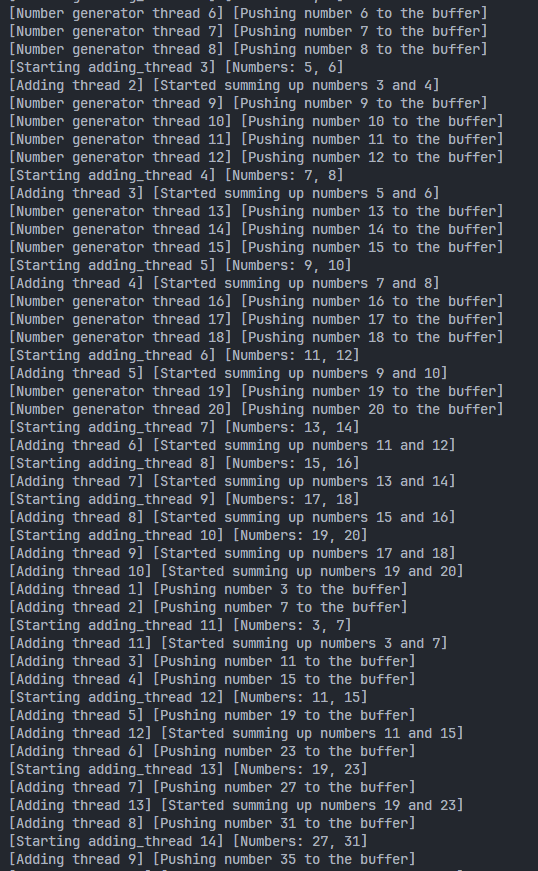 [Number generator thread 6] [Pushing number 6 to the buffer]
[Number generator thread 7] [Pushing number 7 to the buffer]
[Number generator thread 8] [Pushing number 8 to the buffer]
[Starting adding_thread 3] [Numbers: 5, 6]
[Adding thread 2] [Started summing up numbers 3 and 4]
[Number generator thread 9] [Pushing number 9 to the buffer]
[Number generator thread 10] [Pushing number 10 to the buffer]
[Number generator thread 11] [Pushing number 11 to the buffer]
[Number generator thread 12] [Pushing number 12 to the buffer]
[Starting adding_thread 4] [Numbers: 7, 8]
[Adding thread 3] [Started summing up numbers 5 and 6]
[Number generator thread 13] [Pushing number 13 to the buffer]
[Number generator thread 14] [Pushing number 14 to the buffer]
[Number generator thread 15] [Pushing number 15 to the buffer]
[Starting adding_thread 5] [Numbers: 9, 10]
[Adding thread 4] [Started summing up numbers 7 and 8]
[Number generator thread 16] [Pushing number 16 to the buffer]
[Number generator thread 17] [Pushing number 17 to the buffer]
[Number generator thread 18] [Pushing number 18 to the buffer]
[Starting adding_thread 6] [Numbers: 11, 12]
[Adding thread 5] [Started summing up numbers 9 and 10]
[Number generator thread 19] [Pushing number 19 to the buffer]
[Number generator thread 20] [Pushing number 20 to the buffer]
[Starting adding_thread 7] [Numbers: 13, 14]
[Adding thread 6] [Started summing up numbers 11 and 12]
[Starting adding_thread 8] [Numbers: 15, 16]
[Adding thread 7] [Started summing up numbers 13 and 14]
[Starting adding_thread 9] [Numbers: 17, 18]
[Adding thread 8] [Started summing up numbers 15 and 16]
[Starting adding_thread 10] [Numbers: 19, 20]
[Adding thread 9] [Started summing up numbers 17 and 18]
[Adding thread 10] [Started summing up numbers 19 and 20]
[Adding thread 1] [Pushing number 3 to the buffer]
[Adding thread 2] [Pushing number 7 to the buffer]
[Starting adding_thread 11] [Numbers: 3, 7]
[Adding thread 11] [Started summing up numbers 3 and 7]
[Adding thread 3] [Pushing number 11 to the buffer]
[Adding thread 4] [Pushing number 15 to the buffer]
[Starting adding_thread 12] [Numbers: 11, 15]
[Adding thread 5] [Pushing number 19 to the buffer]
[Adding thread 12] [Started summing up numbers 11 and 15]
[Adding thread 6] [Pushing number 23 to the buffer]
[Starting adding_thread 13] [Numbers: 19, 23]
[Adding thread 7] [Pushing number 27 to the buffer]
[Adding thread 13] [Started summing up numbers 19 and 23]
[Adding thread 8] [Pushing number 31 to the buffer]
[Starting adding_thread 14] [Numbers: 27, 31]
[Adding thread 9] [Pushing number 35 to the buffer]